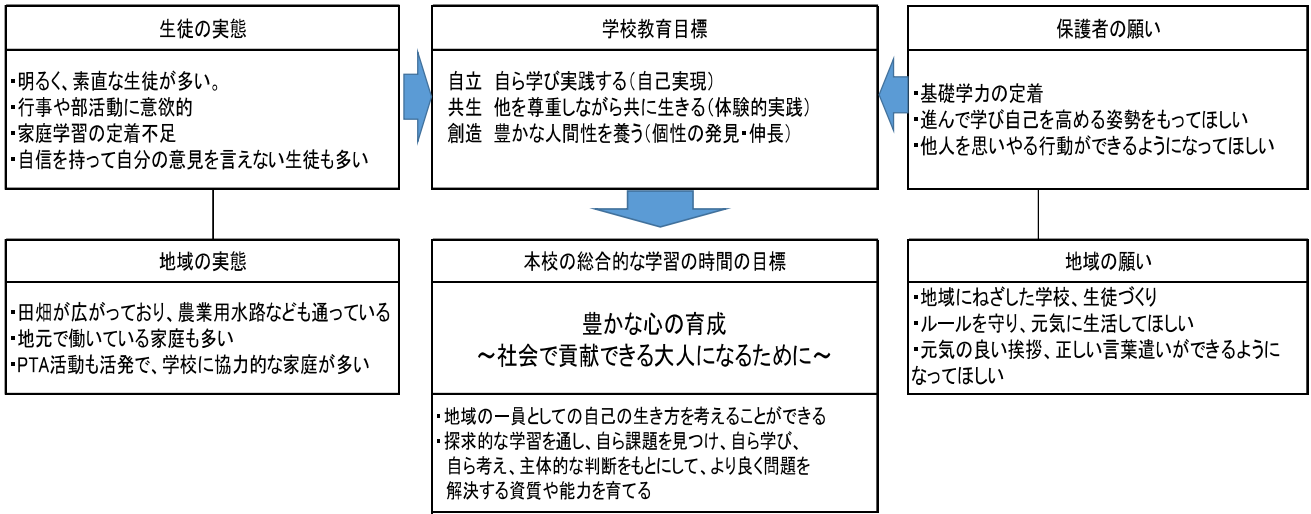 生徒の実態
・明るく、素直な生徒が多い。
・行事や部活動に意欲的
・家庭学習の定着不足
・自信を持って自分の意見を言えない生徒も多い
学校教育目標
自立 自ら学び実践する(自己実現)
共生 他を尊重しながら共に生きる(体験的実践)
創造 豊かな人間性を養う(個性の発見・伸長)
保護者の願い
・基礎学力の定着
・進んで学び自己を高める姿勢をもってほしい
・他人を思いやる行動ができるようになってほしい
地域の実態
・田畑が広がっており、農業用水路なども通っている
・地元で働いている家庭も多い
・PTA活動も活発で、学校に協力的な家庭が多い
本校の総合的な学習の時間の目標
豊かな心の育成
～社会で貢献できる大人になるために～
・地域の一員としての自己の生き方を考えることができる
・探求的な学習を通し、自ら課題を見つけ、自ら学び、
自ら考え、主体的な判断をもとにして、より良く問題を
解決する資質や能力を育てる
地域の願い
・地域にねざした学校、生徒づくり
・ルールを守り、元気に生活してほしい
・元気の良い挨拶、正しい言葉遣いができるように
なってほしい